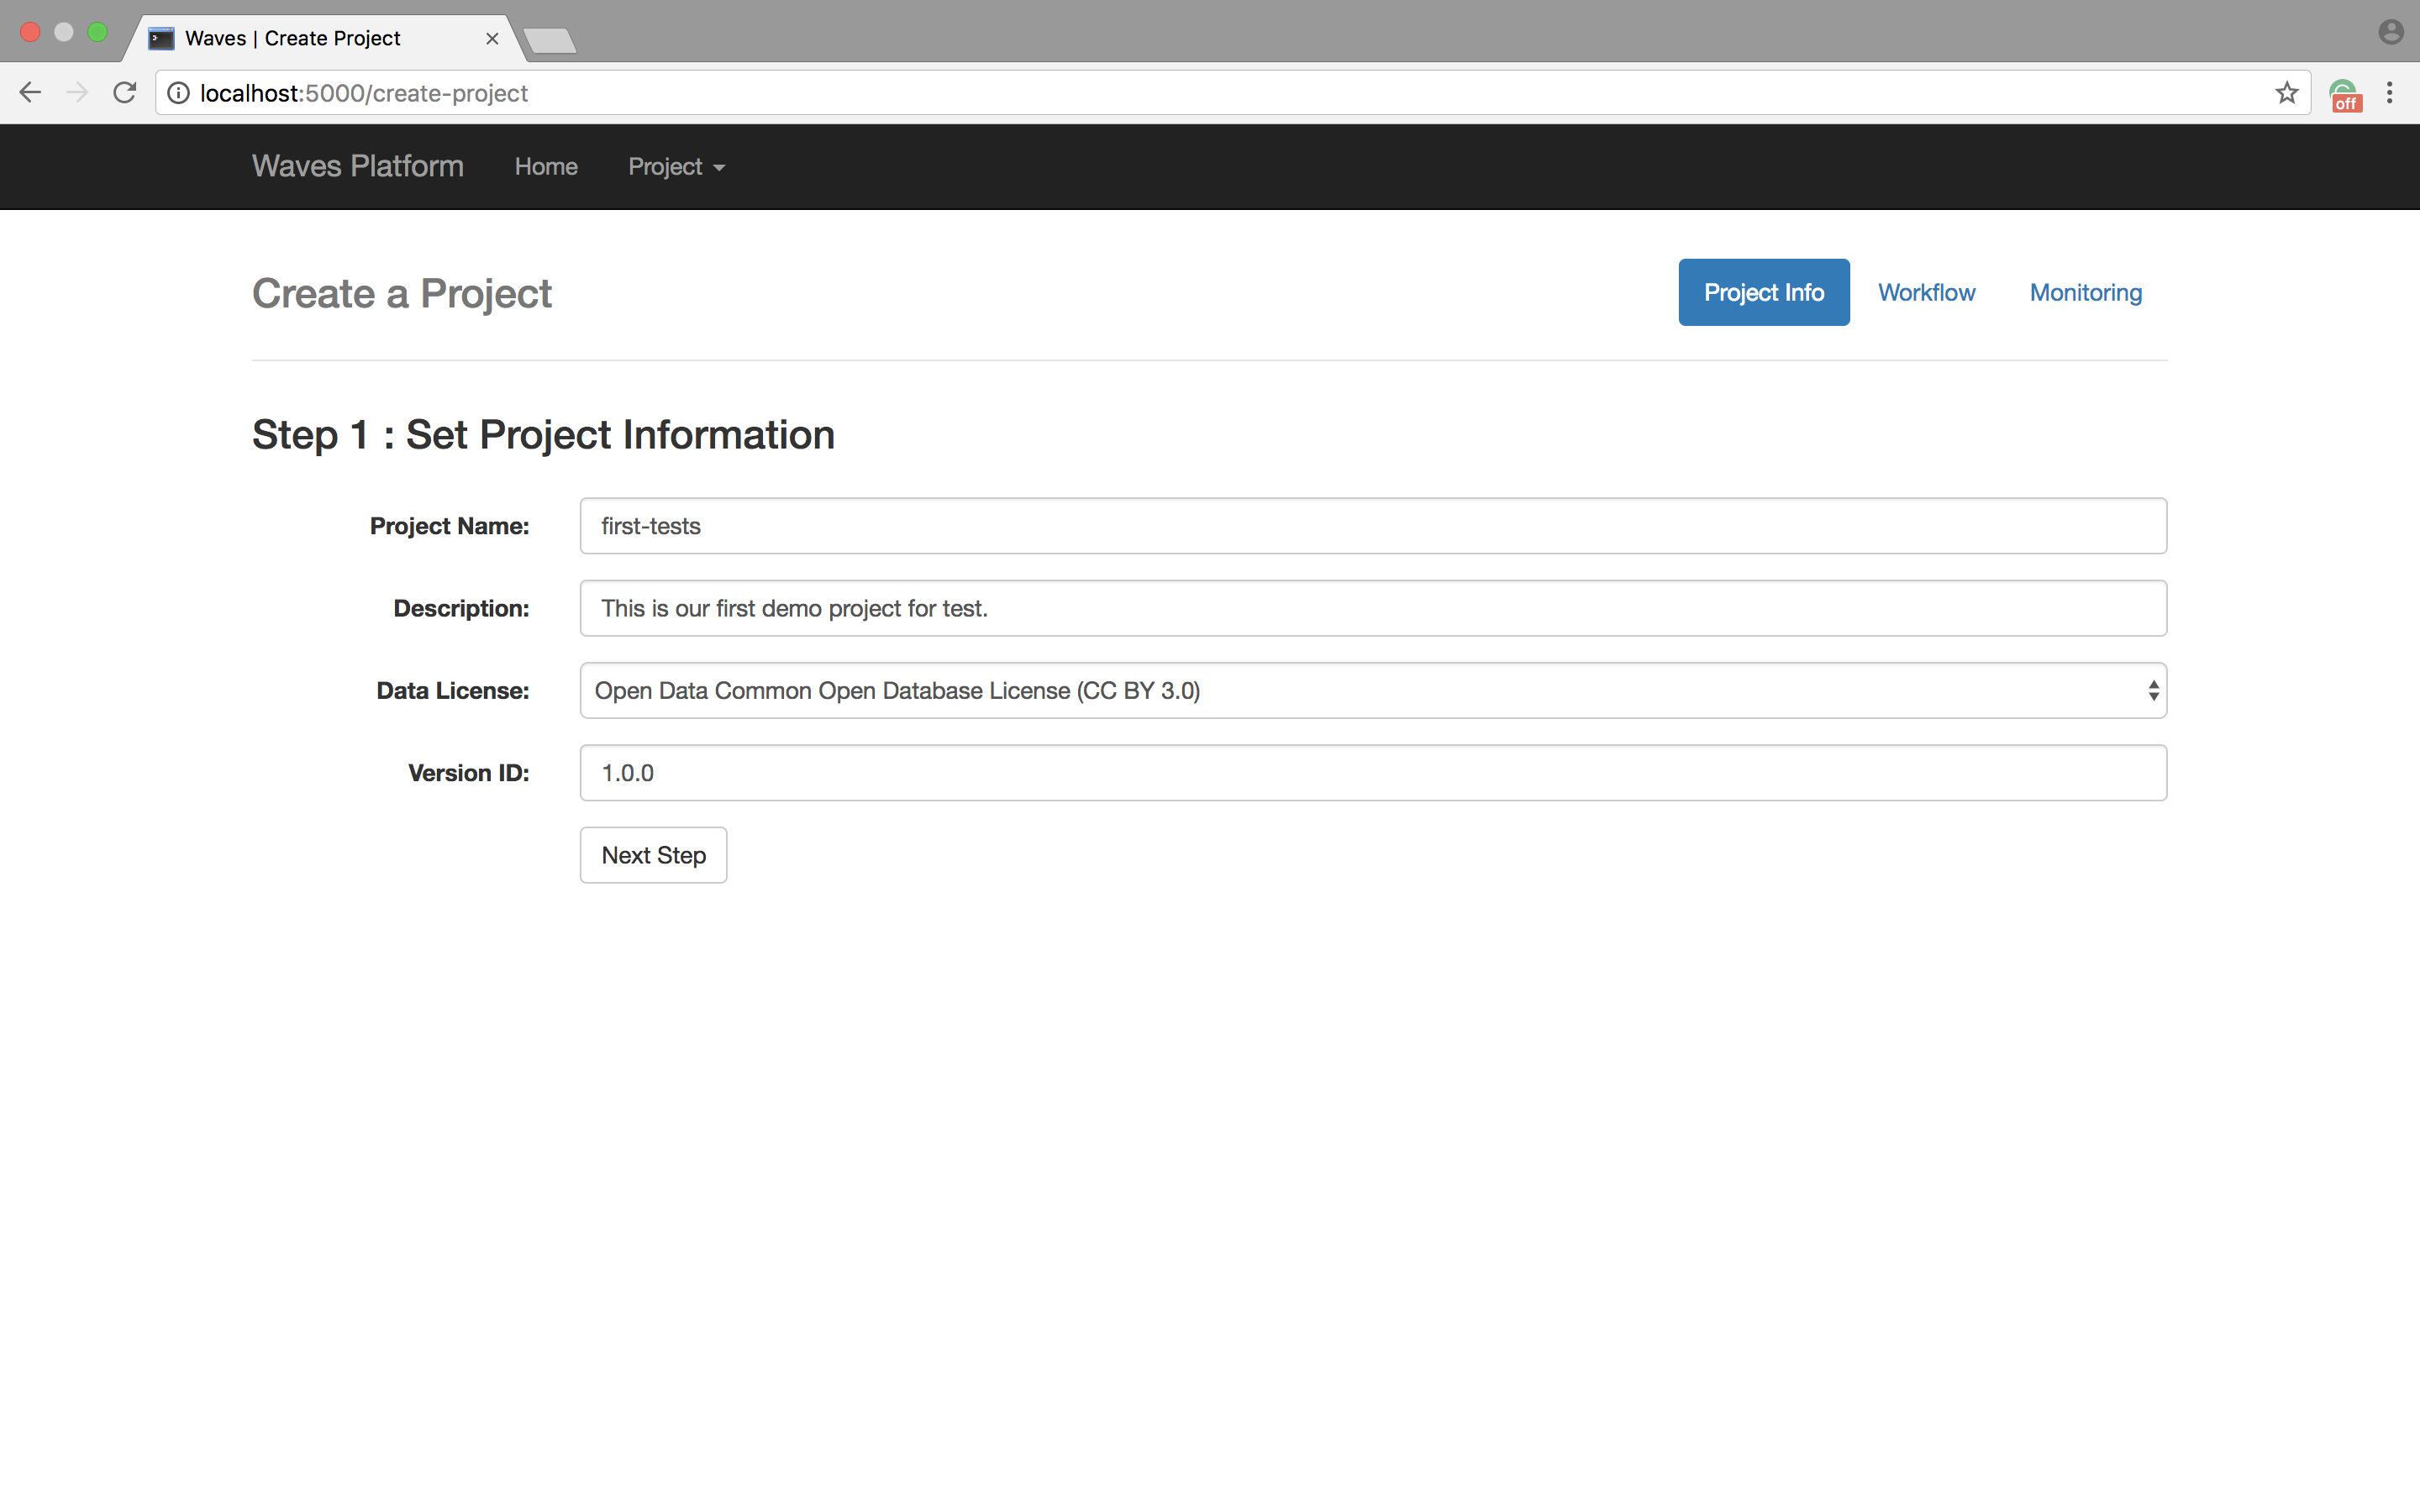 Waves | Create Project
localhost:5000/create-project
off
Waves Platform Home Project
Create a Project Project Info Workflow Monitoring
Step 1 : Set Project Information
Project Name: first-tests
Description: This is our first demo project for test.
Data License: Open Data Common Open Database License (CC BY 3.0)
Version ID: 1.0.0
Next Step